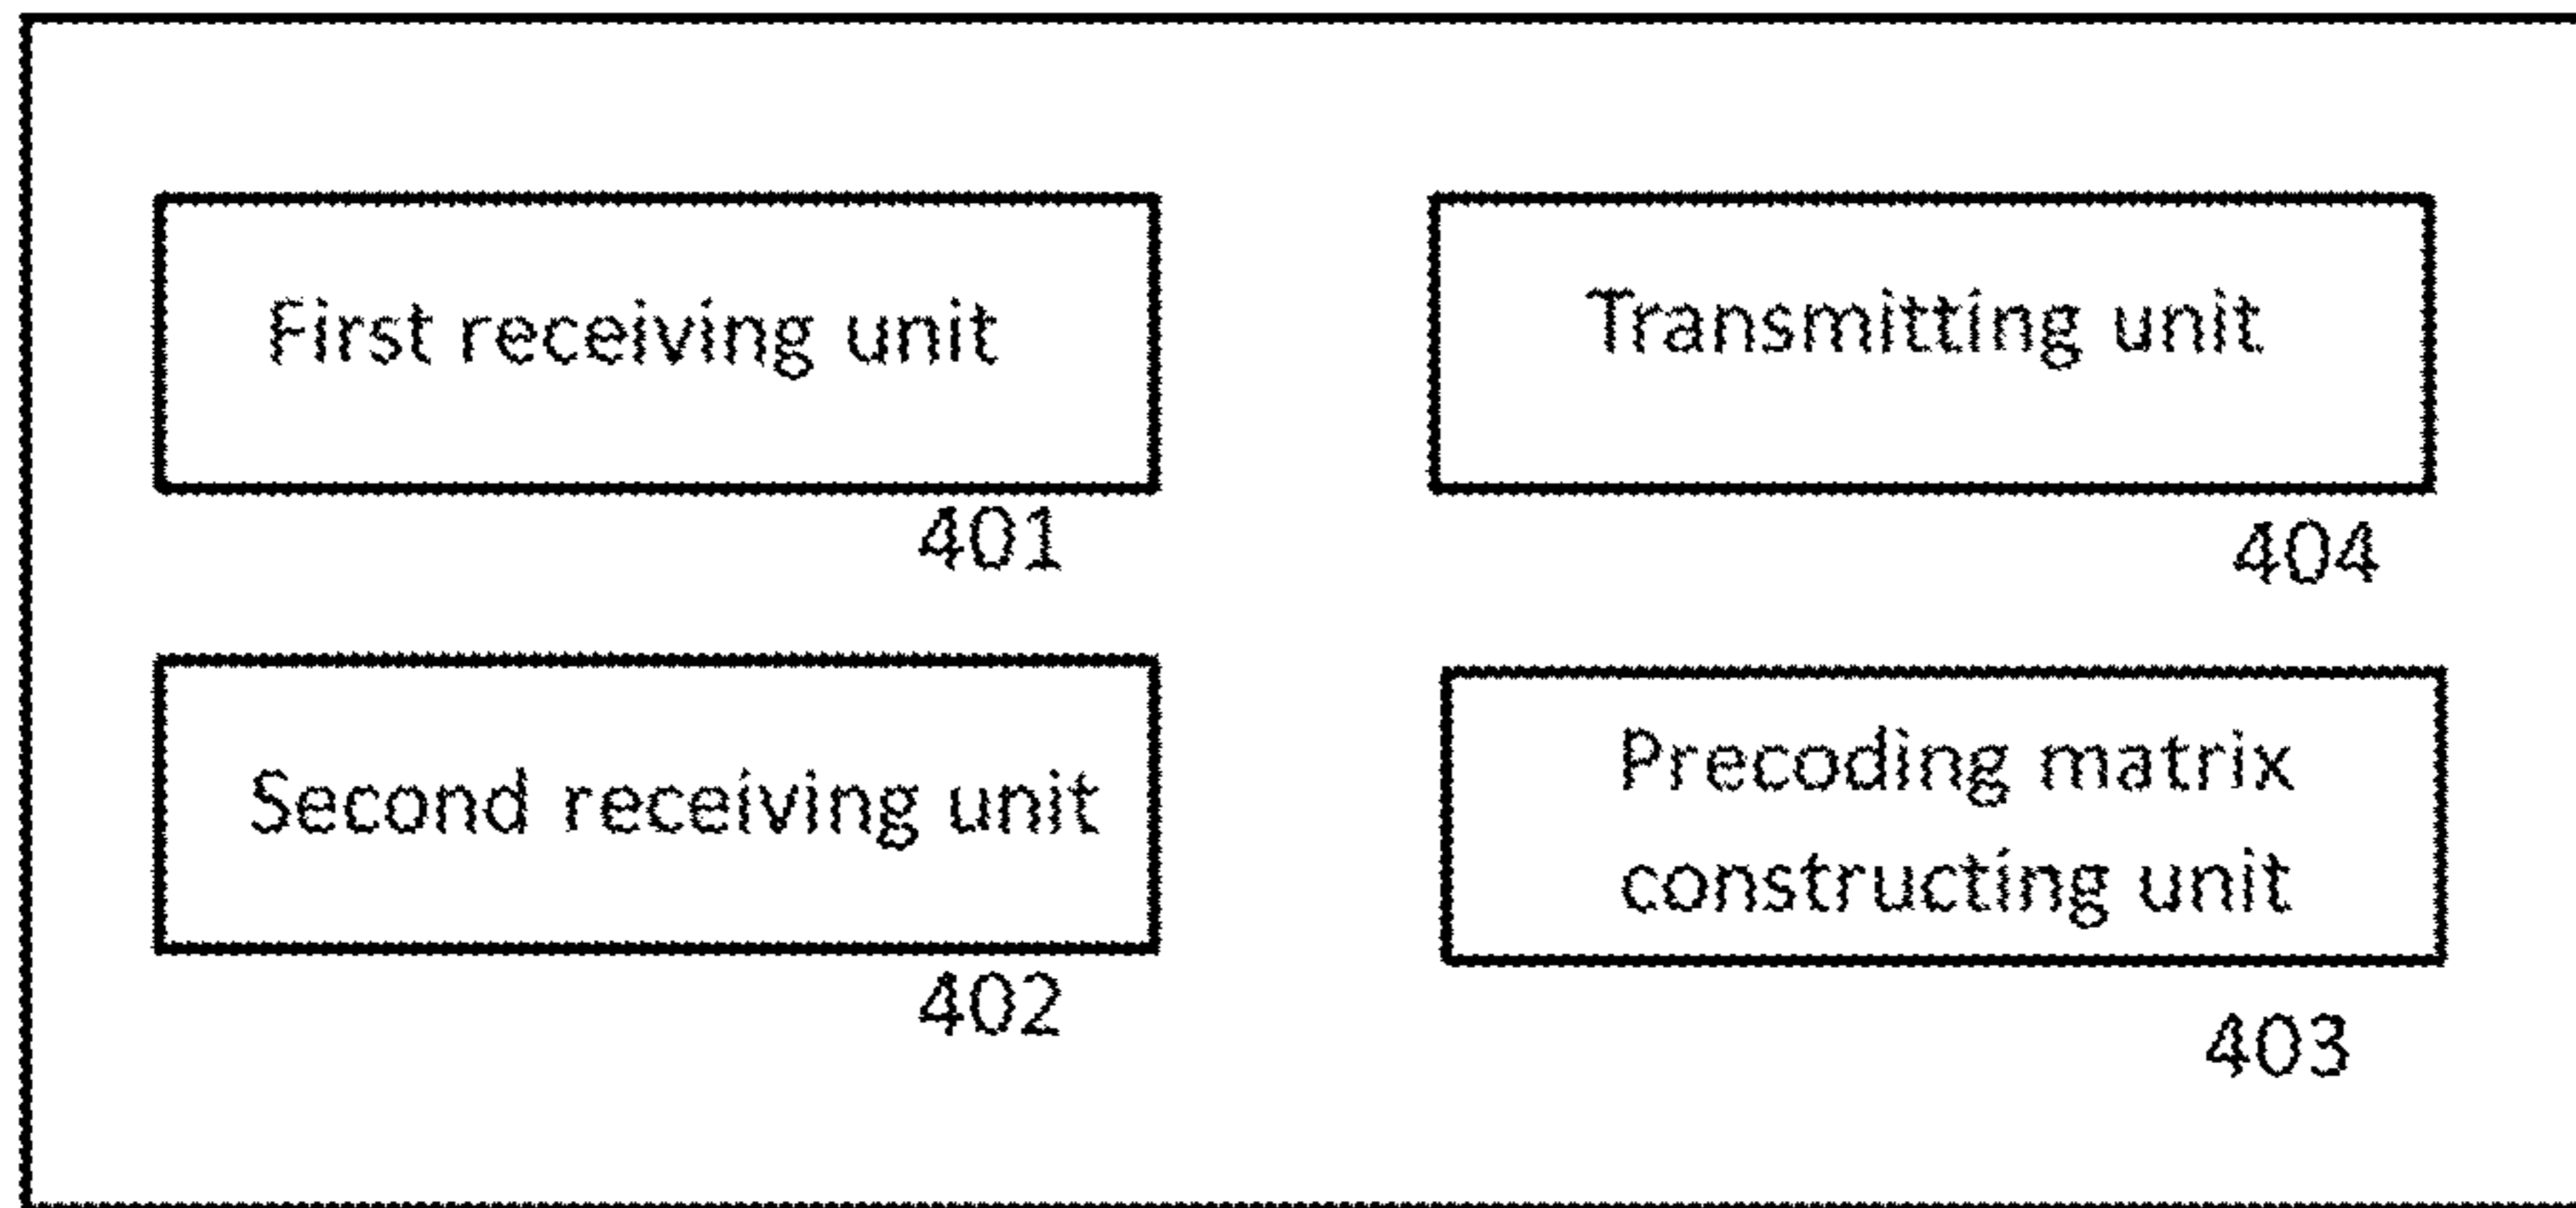 First receiving unit
401
Transmitting unit
404
Second receiving unit
402
Precoding matrix
constructing unit
403